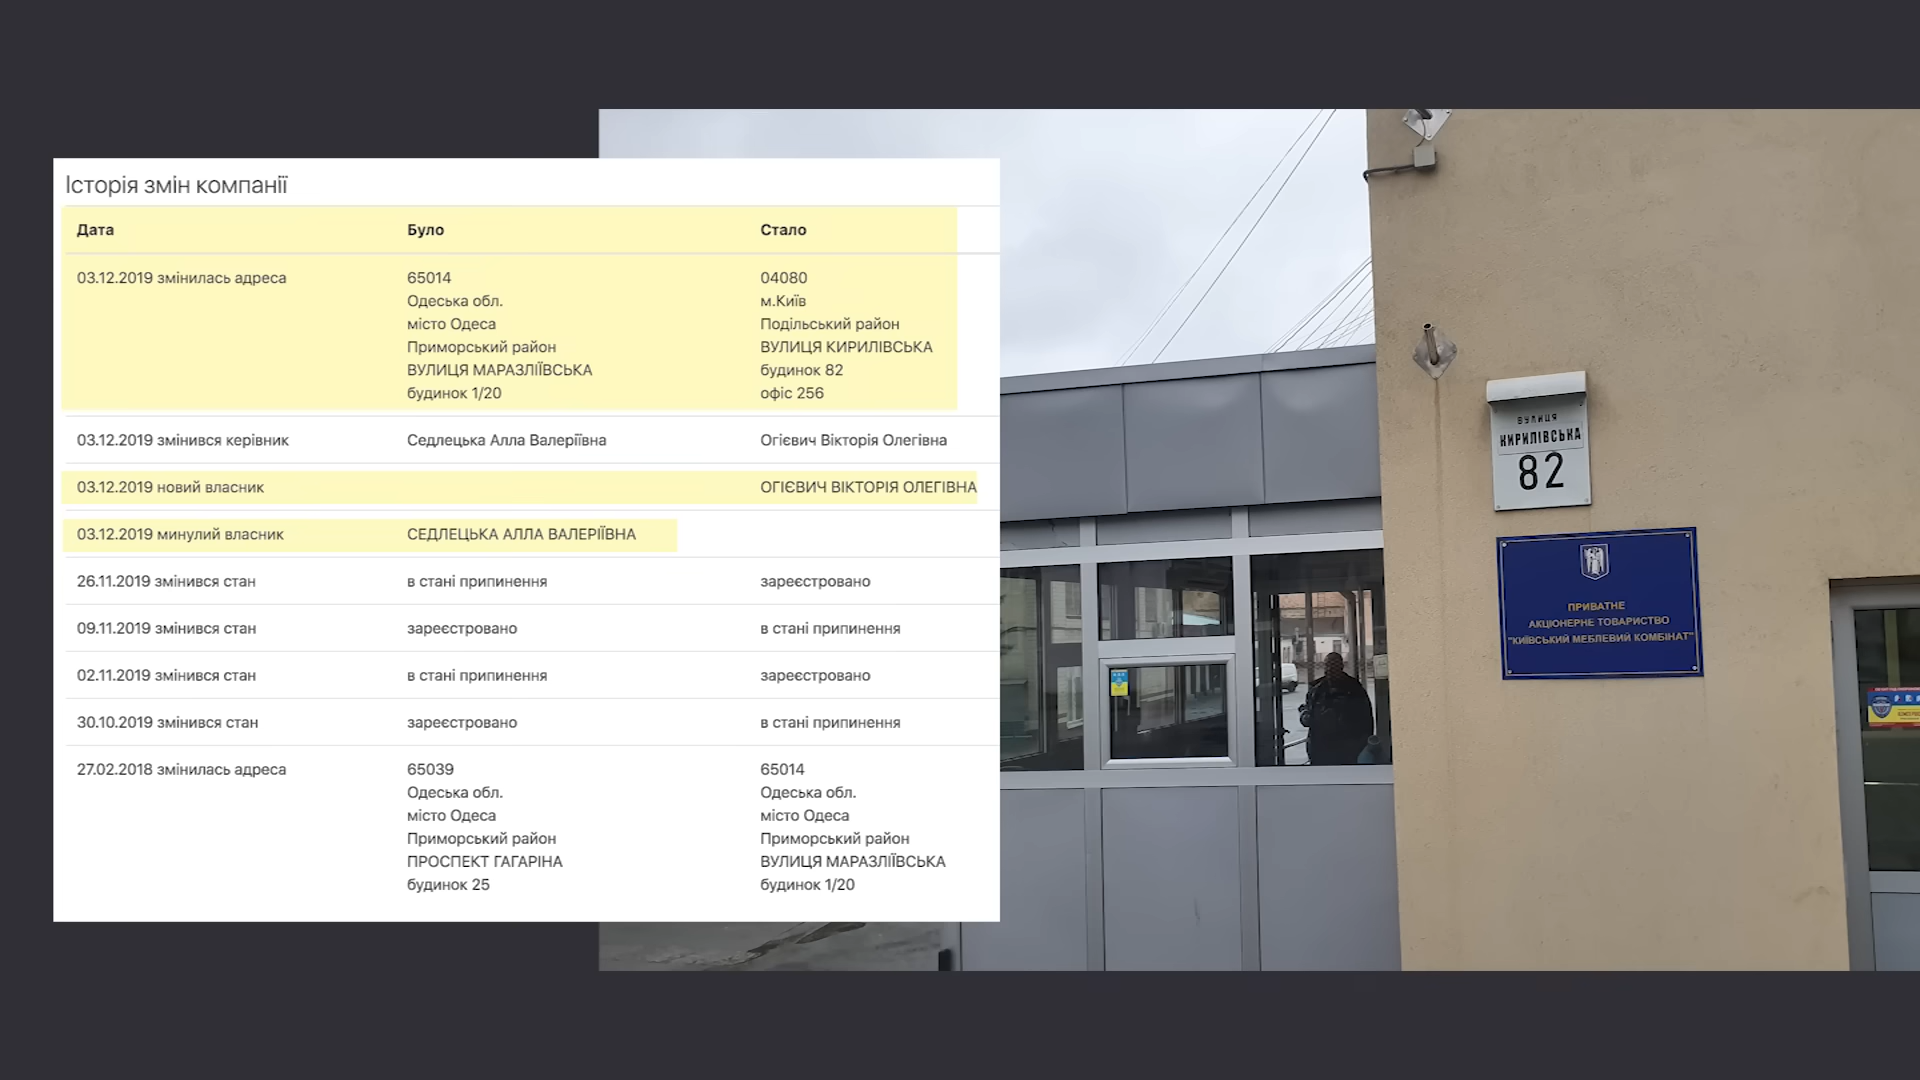 Історія змін компанії
Дата Було Стало
03.12.2019 змінилась адреса 65014 04080
Одеська обл. м.Київ
місто Одеса Подільський район
Приморський район ВУЛИЦЯ КИРИЛІВСЬКА
ВУЛИЦЯ МАРАЗЛІЇВСЬКА будинок 82
будинок 1/20 офіс 256
03.12.2019 змінився керівник Седлецька Алла Валеріївна Огієвич Вікторія Олегівна
03.12.2019 новий власник ОГІЄВИЧ ВІКТОРІЯ ОЛЕГІВНА
03.12.2019 минулий власник СЕДЛЕЦЬКА АЛЛА ВАЛЕРІЇВНА
26.11.2019 змінився стан в стані припинення зареєстровано
09.11.2019 змінився стан зареєстровано в стані припинення
02.11.2019 змінився стан в стані припинення зареєстровано
30.10.2019 змінився стан зареєстровано в стані припинення
27.02.2018 змінилась адреса 65039 65014
Одеська обл. Одеська обл.
місто Одеса місто Одеса
Приморський район Приморський район
ПРОСПЕКТ ГАГАРІНА ВУЛИЦЯ МАРАЗЛІЇВСЬКА
будинок 25 будинок 1/20
ВУЛИЦЯ
КИРИЛІВСЬКА
82
ПРИВАТНЕ
АКЦІОНЕРНЕ ТОВАРИСТВО
"КИЇВСЬКИЙ МЕБЛЕВИЙ КОМБІНАТ"